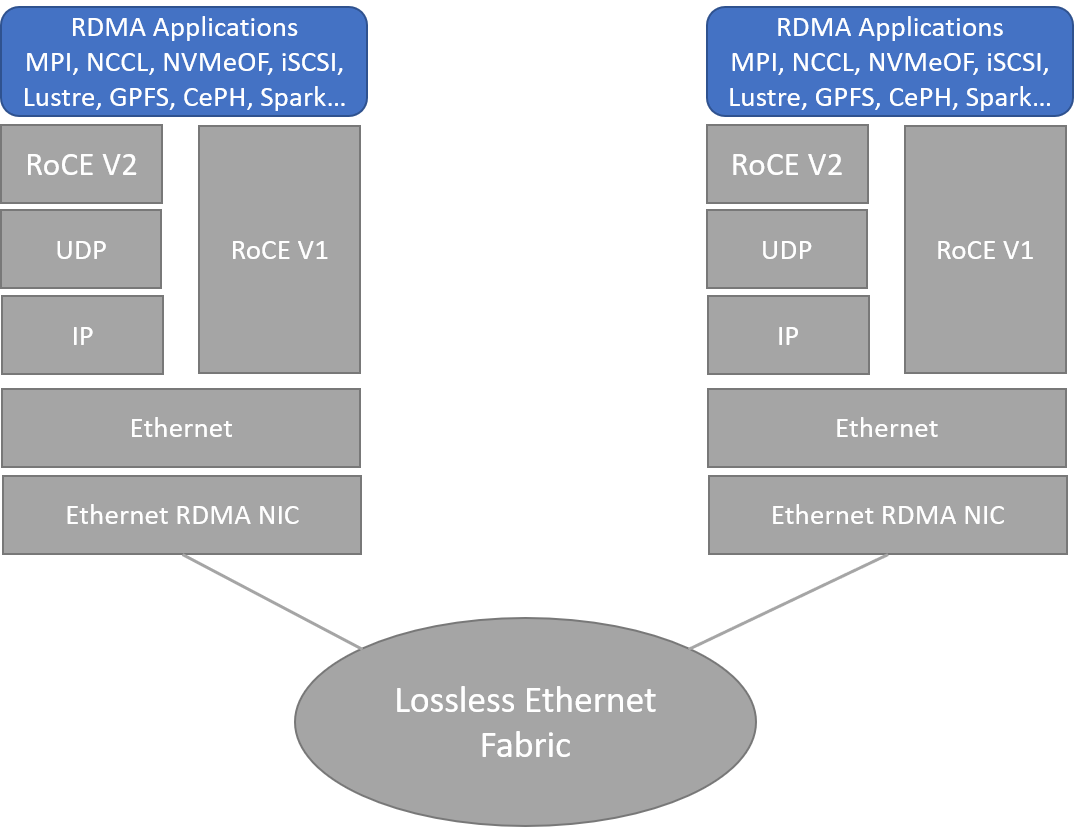 RDMA Applications
MPI, NCCL, NVMeOF, iSCSI,
Lustre, GPFS, CePH, Spark...
RoCE V2
UDP
IP
RoCE V1
Ethernet
Ethernet RDMA NIC
RDMA Applications
MPI, NCCL, NVMeOF, iSCSI,
Lustre, GPFS, CePH, Spark...
RoCE V2
UDP
IP
RoCE V1
Ethernet
Ethernet RDMA NIC
Lossless Ethernet
Fabric